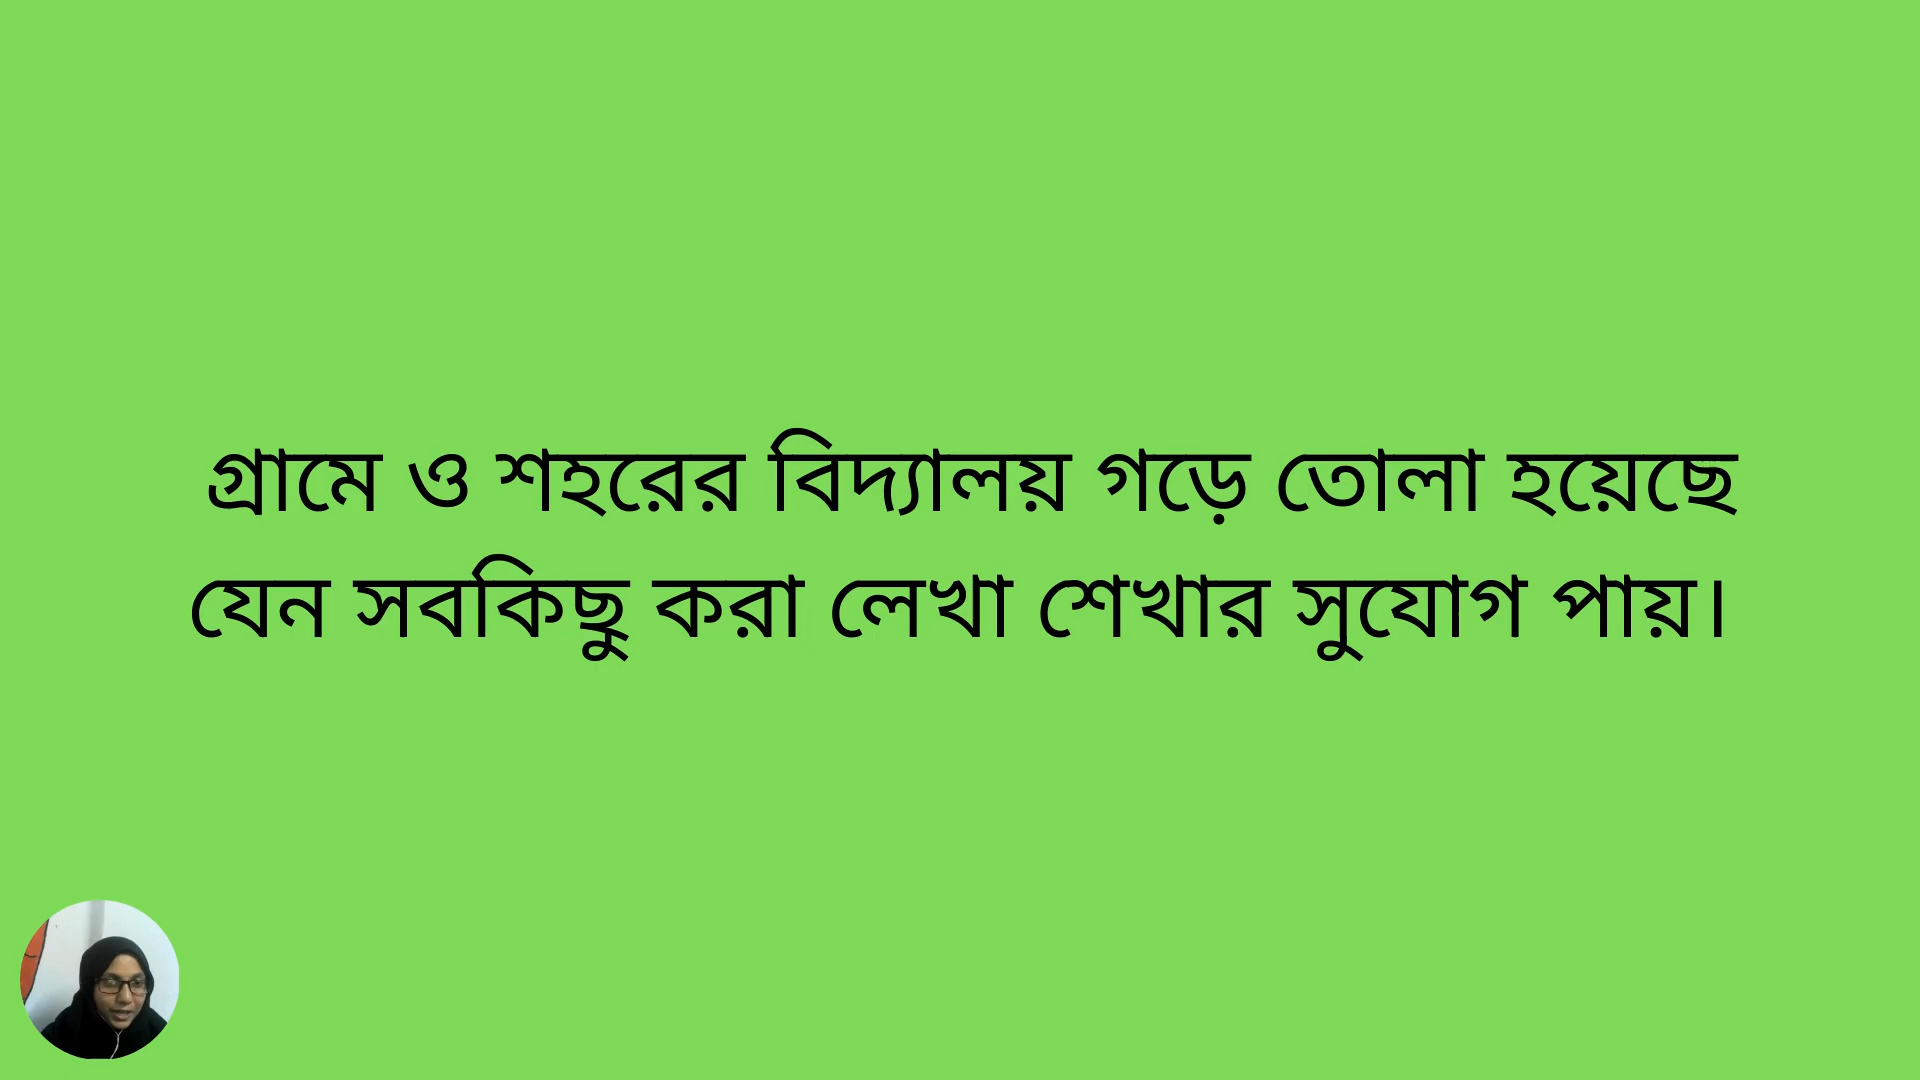 গ্রামে ও শহরের বিদ্যালয় গড়ে তোলা হয়েছে
যেন সবকিছু করা লেখা শেখার সুযোগ পায়।